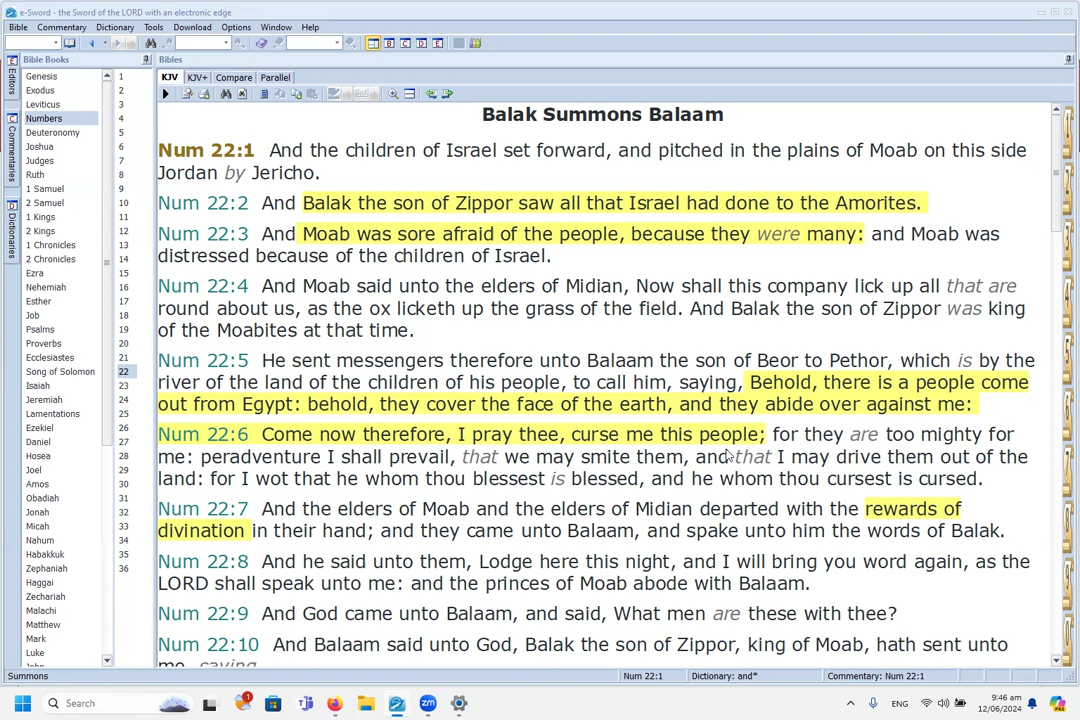 e-Sword - the Sword of the LORD with an electronic edge
Bible Commentary Dictionary Tools Download Options Window Help
Bible Books
Bibles
Editors
Commentaries
Dictionaries
KJV KJV+ Compare Parallel
B C D E
Genesis 1
Exodus 2
Leviticus 3
Numbers 4
Deuteronomy 5
Joshua 6
Judges 7
Ruth 8
1 Samuel 9
2 Samuel 10
1 Kings 11
2 Kings 12
1 Chronicles 13
2 Chronicles 14
Ezra 15
Nehemiah 16
Esther 17
Job 18
Psalms 19
Proverbs 20
Ecclesiastes 21
Song of Solomon 22
Isaiah 23
Jeremiah 24
Lamentations 25
Ezekiel 26
Daniel 27
Hosea 28
Joel 29
Amos 30
Obadiah 31
Jonah 32
Micah 33
Nahum 34
Habakkuk 35
Zephaniah 36
Haggai
Zechariah
Malachi
Matthew
Mark
Luke
John
Balak Summons Balaam
Num 22:1 And the children of Israel set forward, and pitched in the plains of Moab on this side
Jordan by Jericho.
Num 22:2 And Balak the son of Zippor saw all that Israel had done to the Amorites.
Num 22:3 And Moab was sore afraid of the people, because they were many: and Moab was
distressed because of the children of Israel.
Num 22:4 And Moab said unto the elders of Midian, Now shall this company lick up all that are
round about us, as the ox licketh up the grass of the field. And Balak the son of Zippor was king
of the Moabites at that time.
Num 22:5 He sent messengers therefore unto Balaam the son of Beor to Pethor, which is by the
river of the land of the children of his people, to call him, saying, Behold, there is a people come
out from Egypt: behold, they cover the face of the earth, and they abide over against me:
Num 22:6 Come now therefore, I pray thee, curse me this people; for they are too mighty for
me: peradventure I shall prevail, that we may smite them, and that I may drive them out of the
land: for I wot that he whom thou blessest is blessed, and he whom thou cursest is cursed.
Num 22:7 And the elders of Moab and the elders of Midian departed with the rewards of
divination in their hand; and they came unto Balaam, and spake unto him the words of Balak.
Num 22:8 And he said unto them, Lodge here this night, and I will bring you word again, as the
LORD shall speak unto me: and the princes of Moab abode with Balaam.
Num 22:9 And God came unto Balaam, and said, What men are these with thee?
Num 22:10 And Balaam said unto God, Balak the son of Zippor, king of Moab, hath sent unto
me, saying
Summons Num 22:1 Dictionary: and* Commentary: Num 22:1
Search 1 ENG 9:46 am
12/06/2024